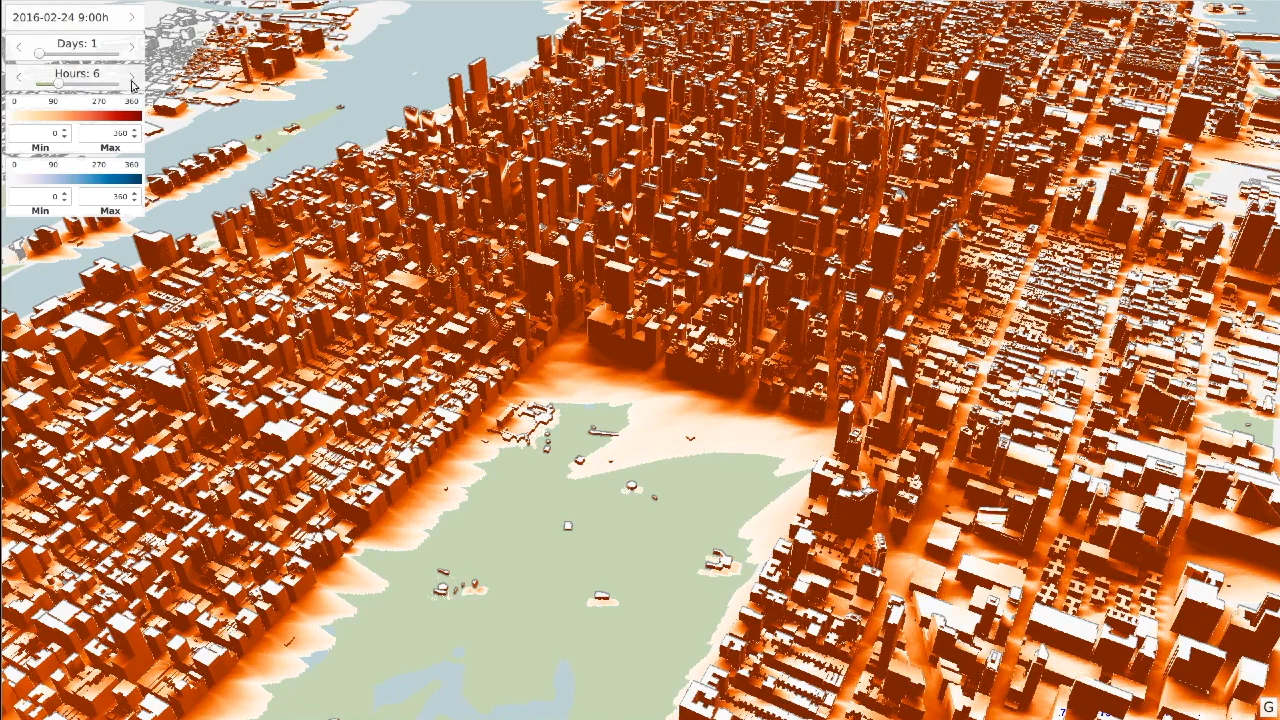 2016-02-24 9:00h
Days: 1
Hours: 6
0 90 270 360
0 360
Min Max
0 90 270 360
0 360
Min Max
G